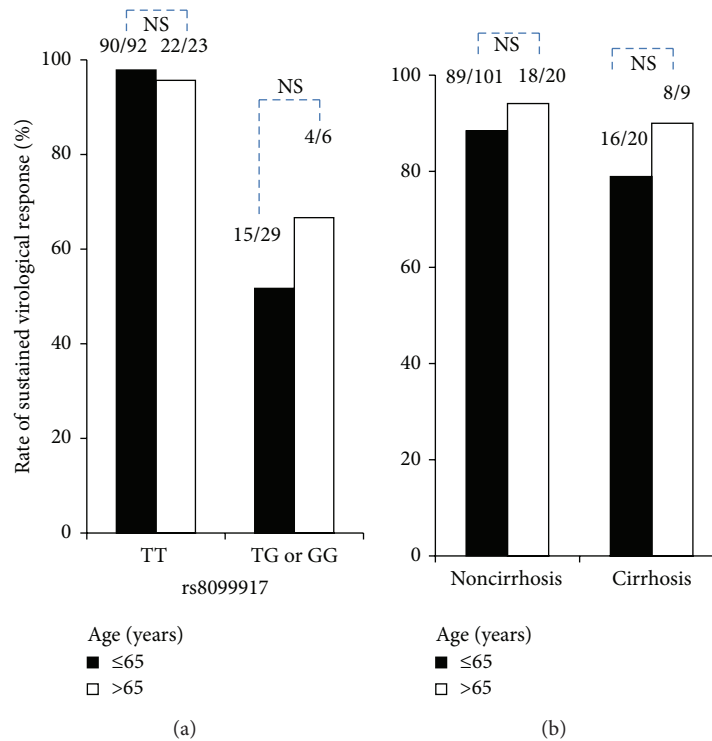 NS
90/92 22/23
NS
4/6
15/29
100
80
60
40
20
0
Rate of sustained virological response (%)
TT
TG or GG
rs8099917
Age (years)
≤65
>65
(a)
NS
89/101 18/20
NS
8/9
16/20
100
80
60
40
20
0
Noncirrhosis
Cirrhosis
Age (years)
≤65
>65
(b)